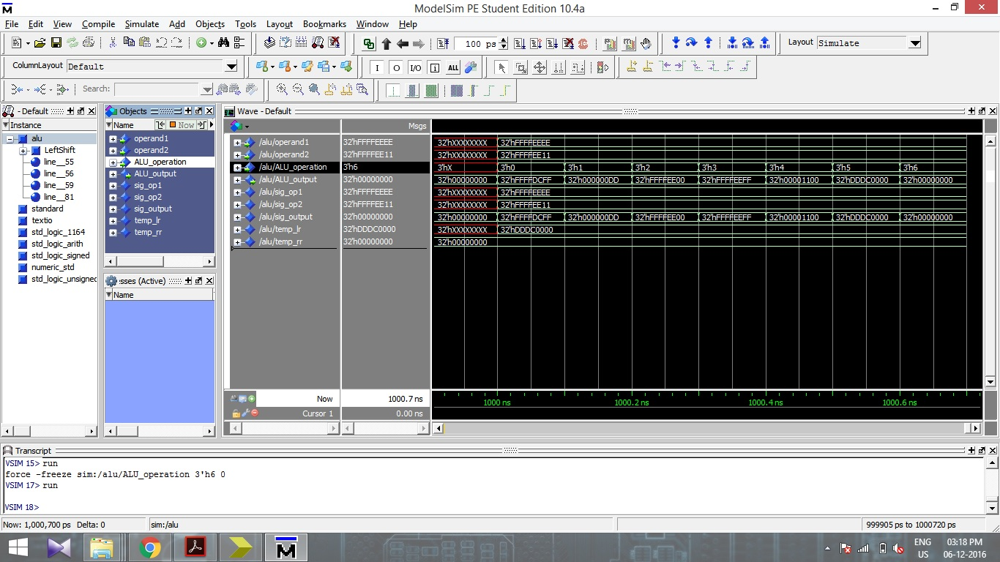 ModelSim PE Student Edition 10.4a
File Edit View Compile Simulate Add Objects Tools Layout Bookmarks Window Help
100 ps
Layout Simulate
ColumnLayout Default
I O I/O i ALL
Search:
- Default
Instance
alu
LeftShift
line__55
line__56
line__59
line__81
standard
textio
std_logic_1164
std_logic_arith
std_logic_signed
numeric_std
std_logic_unsigned
Objects
Name Now
operand1
operand2
ALU_operation
ALU_output
sig_op1
sig_op2
sig_output
temp_lr
temp_rr
sses (Active)
Name
Wave - Default
Msgs
/alu/operand1 32'hFFFFEEEE 32'hXXXXXXXX 32'hFFFFEEEE
/alu/operand2 32'hFFFFEE11 32'hXXXXXXXX 32'hFFFFEE11
/alu/ALU_operation 3'h6 3'hX 3'h0 3'h1 3'h2 3'h3 3'h4 3'h5 3'h6
/alu/ALU_output 32'h00000000 32'h00000000 32'hFFFFDCFF 32'h000000DD 32'hFFFFEE00 32'hFFFFEEFF 32'h00001100 32'hDDDC0000 32'h00000000
/alu/sig_op1 32'hFFFFEEEE 32'hXXXXXXXX 32'hFFFFEEEE
/alu/sig_op2 32'hFFFFEE11 32'hXXXXXXXX 32'hFFFFEE11
/alu/sig_output 32'h00000000 32'h00000000 32'hFFFFDCFF 32'h000000DD 32'hFFFFEE00 32'hFFFFEEFF 32'h00001100 32'hDDDC0000 32'h00000000
/alu/temp_lr 32'hDDDC0000 32'hXXXXXXXX 32'hDDDC0000
/alu/temp_rr 32'h00000000 32'h00000000
Now 1000.7 ns 1000 ns 1000.2 ns 1000.4 ns 1000.6 ns
Cursor 1 0.00 ns
Transcript
VSIM 15> run
force -freeze sim:/alu/ALU_operation 3'h6 0
VSIM 17> run
VSIM 18>
Now: 1,000,700 ps Delta: 0 sim:/alu 999905 ps to 1000720 ps
M
ENG 03:18 PM
US 06-12-2016